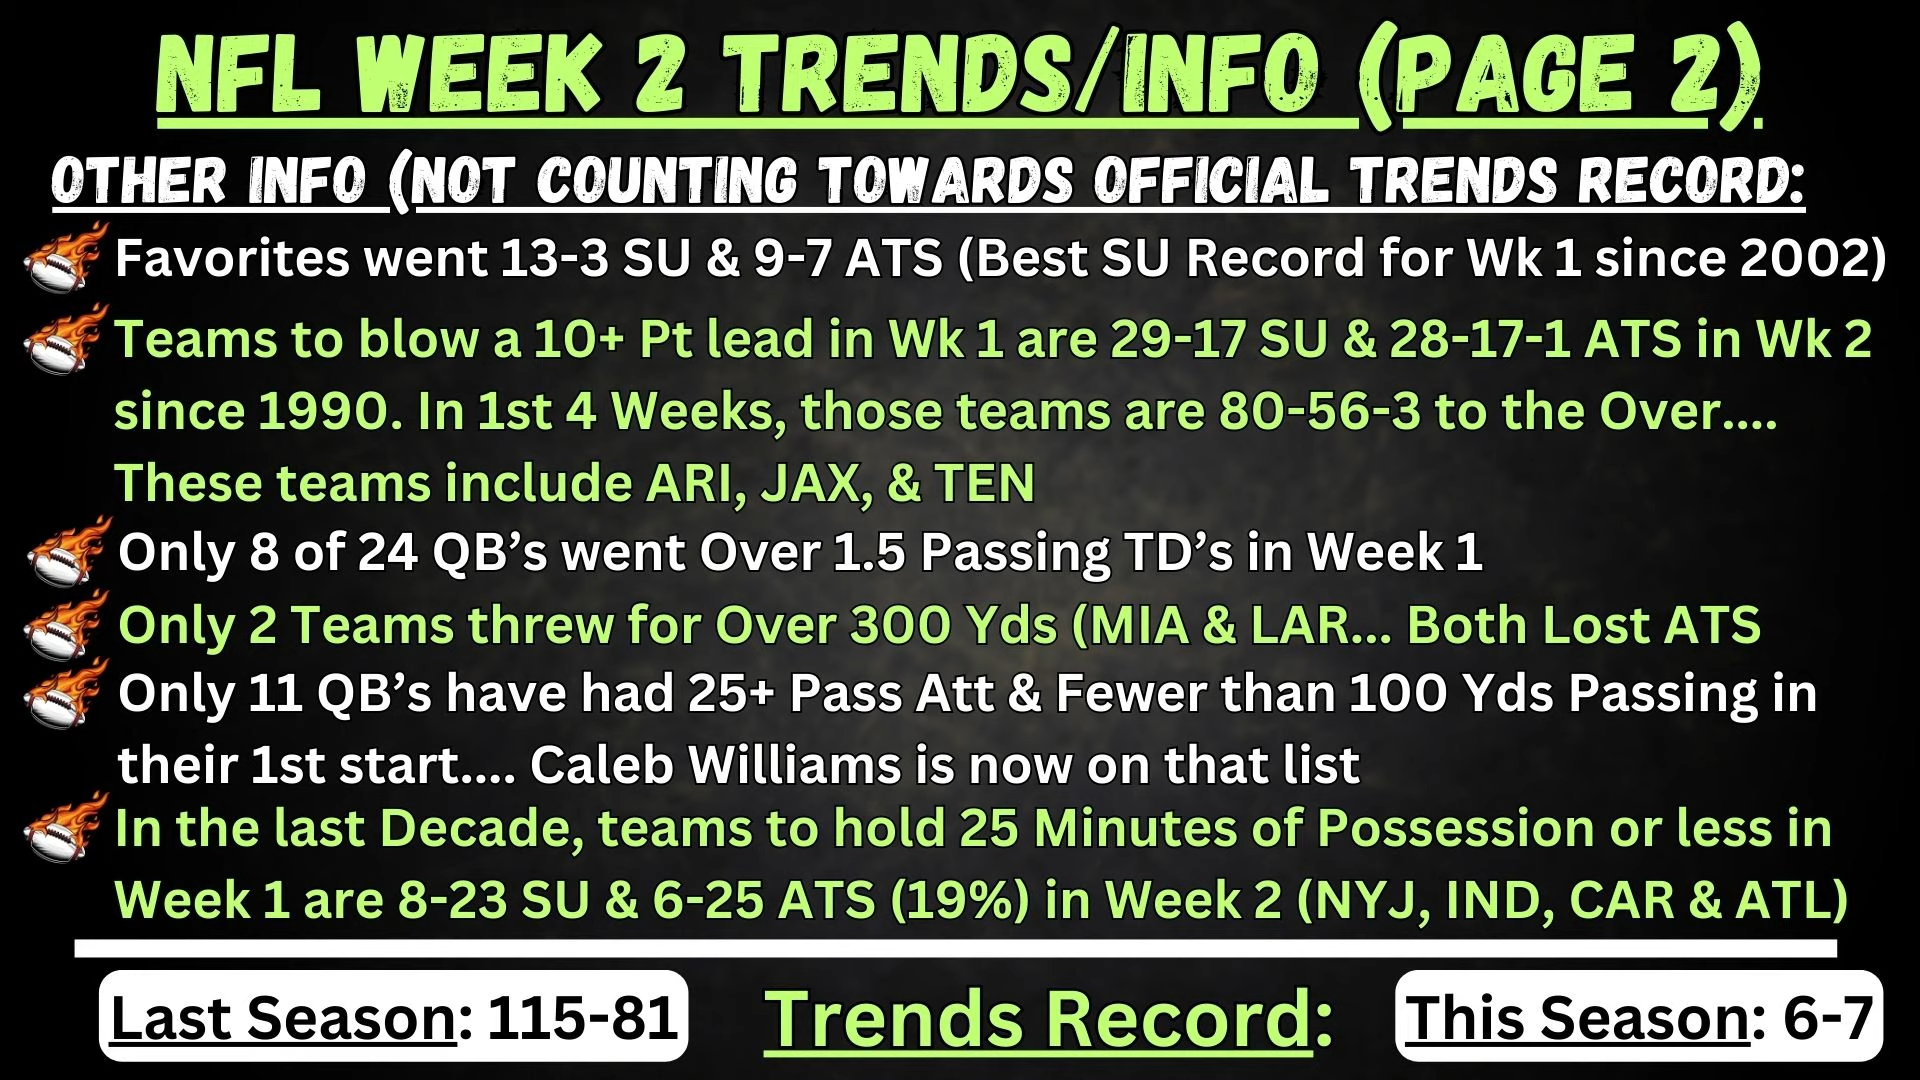 NFL WEEK 2 TRENDS/INFO (PAGE 2)
OTHER INFO (NOT COUNTING TOWARDS OFFICIAL TRENDS RECORD:
Favorites went 13-3 SU & 9-7 ATS (Best SU Record for Wk 1 since 2002)
Teams to blow a 10+ Pt lead in Wk 1 are 29-17 SU & 28-17-1 ATS in Wk 2
since 1990. In 1st 4 Weeks, those teams are 80-56-3 to the Over....
These teams include ARI, JAX, & TEN
Only 8 of 24 QB’s went Over 1.5 Passing TD’s in Week 1
Only 2 Teams threw for Over 300 Yds (MIA & LAR... Both Lost ATS
Only 11 QB’s have had 25+ Pass Att & Fewer than 100 Yds Passing in
their 1st start.... Caleb Williams is now on that list
In the last Decade, teams to hold 25 Minutes of Possession or less in
Week 1 are 8-23 SU & 6-25 ATS (19%) in Week 2 (NYJ, IND, CAR & ATL)
Last Season: 115-81 Trends Record: This Season: 6-7